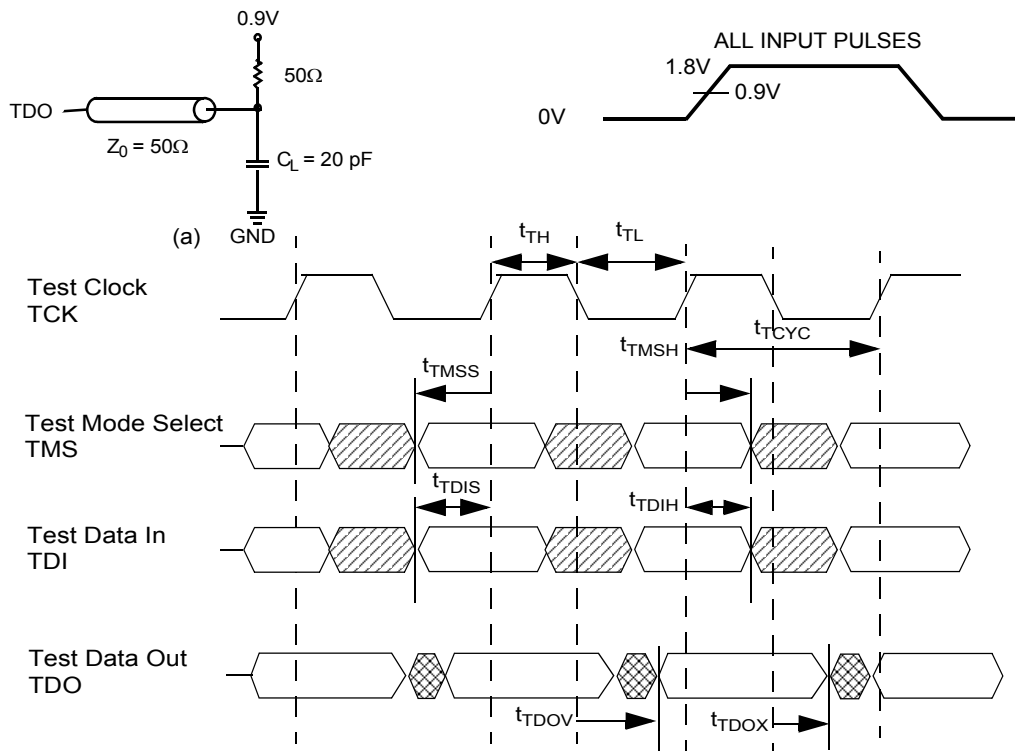 0.9V
50Ω
TDO
Z0 = 50Ω
CL = 20 pF
(a)
GND
ALL INPUT PULSES
1.8V
0.9V
0V
tTH
tTL
Test Clock
TCK
tTMSH
tTCYC
tTMSS
Test Mode Select
TMS
tTDIS
tTDIH
Test Data In
TDI
Test Data Out
TDO
tTDOV
tTDOX